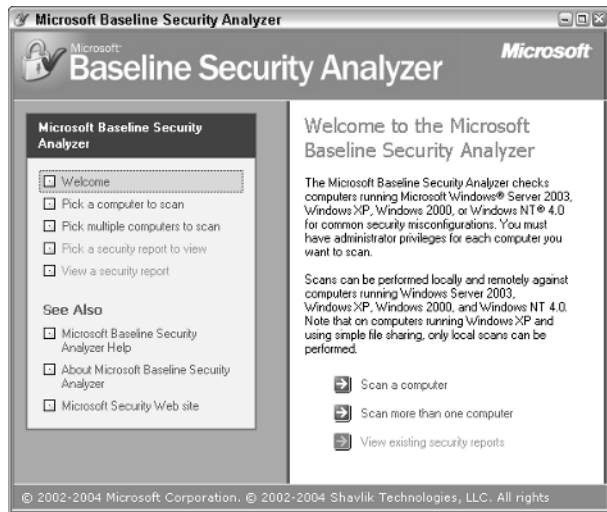 Microsoft Baseline Security Analyzer
Microsoft
Baseline Security Analyzer
Microsoft
Microsoft Baseline Security
Analyzer
Welcome
Pick a computer to scan
Pick multiple computers to scan
Pick a security report to view
View a security report
See Also
Microsoft Baseline Security
Analyzer Help
About Microsoft Baseline Security
Analyzer
Microsoft Security Web site
Welcome to the Microsoft
Baseline Security Analyzer
The Microsoft Baseline Security Analyzer checks
computers running Microsoft Windows® Server 2003,
Windows XP, Windows 2000, or Windows NT® 4.0
for common security misconfigurations. You must
have administrator privileges for each computer you
want to scan.
Scans can be performed locally and remotely against
computers running Windows Server 2003,
Windows XP, Windows 2000, and Windows NT 4.0.
Note that on computers running Windows XP and
using simple file sharing, only local scans can be
performed.
Scan a computer
Scan more than one computer
View existing security reports
© 2002-2004 Microsoft Corporation. © 2002-2004 Shavlik Technologies, LLC. All rights